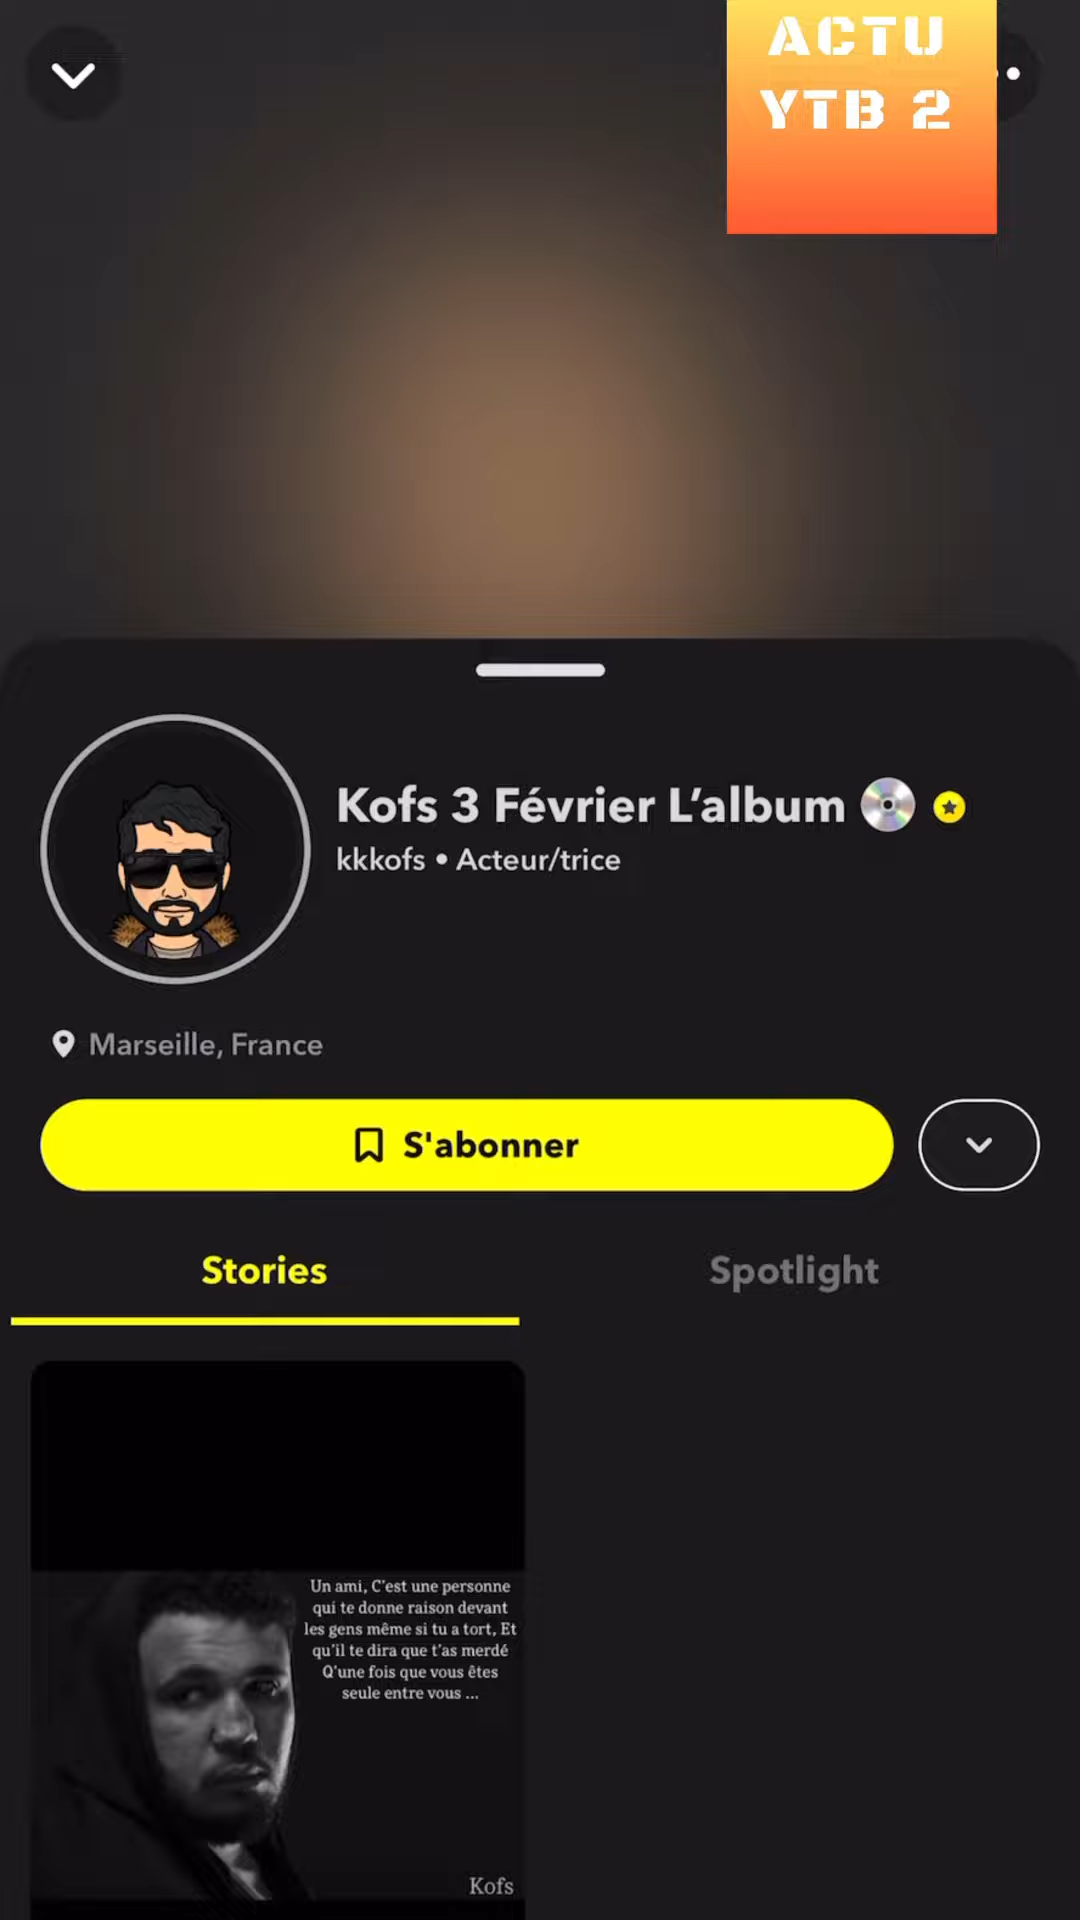 ACTU
YTB 2
Kofs 3 Février L’album
kkkofs • Acteur/trice
Marseille, France
S'abonner
Stories
Spotlight
Un ami, C’est une personne
qui te donne raison devant
les gens même si tu a tort, Et
qu’il te dira que t’as merdé
Q’une fois que vous êtes
seule entre vous ...
Kofs